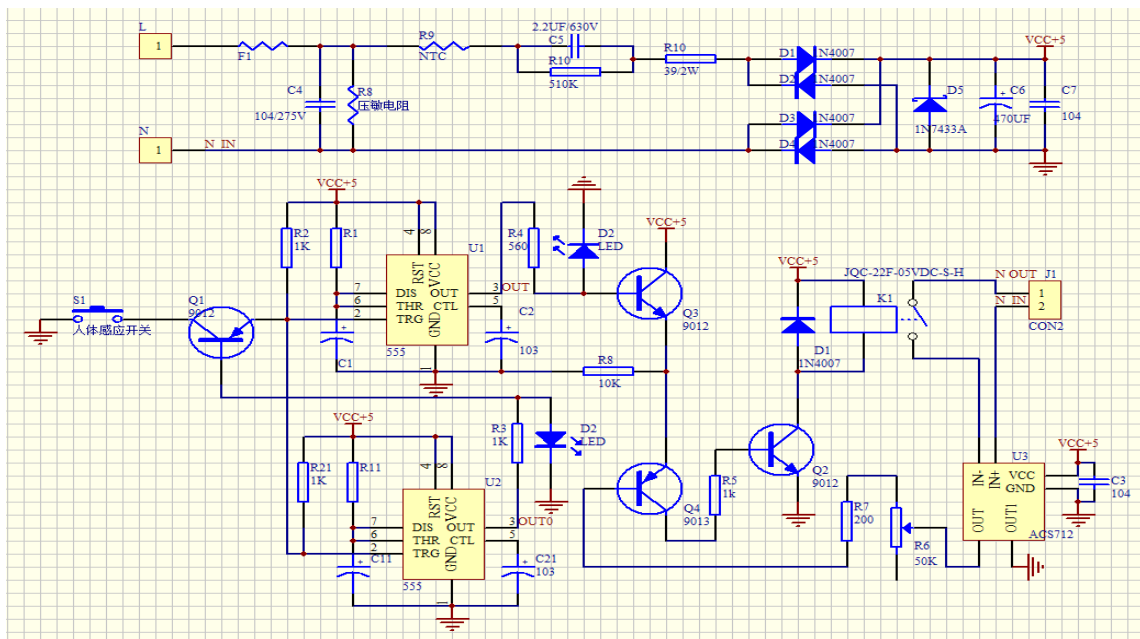 L
1
F1
R9
NTC
2.2UF/630V
C5
R10
510K
R10
39/2W
D1
1N4007
D2
1N4007
D3
1N4007
D4
1N4007
VCC+5
D5
1N7433A
C6
470UF
C7
104
C4
104/275V
R8
压敏电阻
N
1
N IN
VCC+5
R2
1K
R1
4
8
U1
RST
VCC
7
DIS
OUT
3
OUT
6
THR
CTL
5
2
TRG
GND
1
555
C1
C2
103
R4
560
D2
LED
VCC+5
Q3
9012
R8
10K
S1
人体感应开关
Q1
9012
VCC+5
JQC-22F-05VDC-S-H
K1
D1
1N4007
N OUT
J1
1
N IN
2
CON2
VCC+5
R21
1K
R11
4
8
U2
RST
VCC
7
DIS
OUT
3
OUT0
6
THR
CTL
5
2
TRG
GND
1
555
C11
C21
103
R3
1K
D2
LED
Q4
9013
R5
1k
Q2
9012
R7
200
R6
50K
U3
IN-
IN+
VCC
GND
OUT
OUT1
ACS712
VCC+5
C3
104